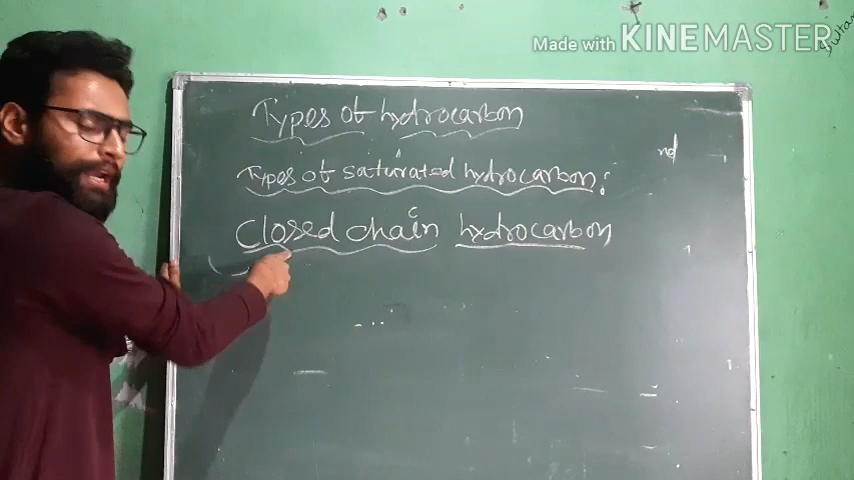 Made with KINEMASTER
Types of hydrocarbon
Types of saturated hydrocarbon:
Closed chain hydrocarbon